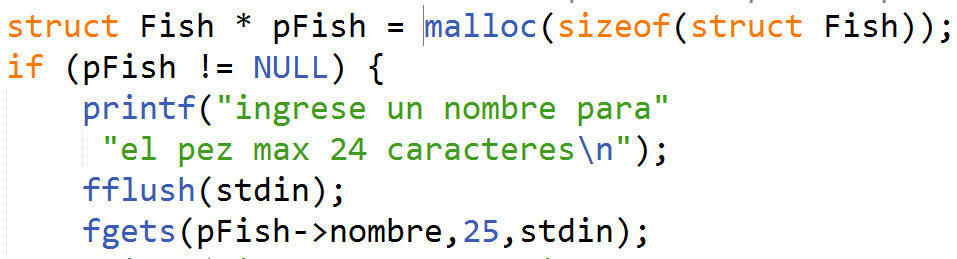 struct Fish * pFish = malloc(sizeof(struct Fish));
if (pFish != NULL) {
    printf("ingrese un nombre para"
     "el pez max 24 caracteres\n");
    fflush(stdin);
    fgets(pFish->nombre,25,stdin);